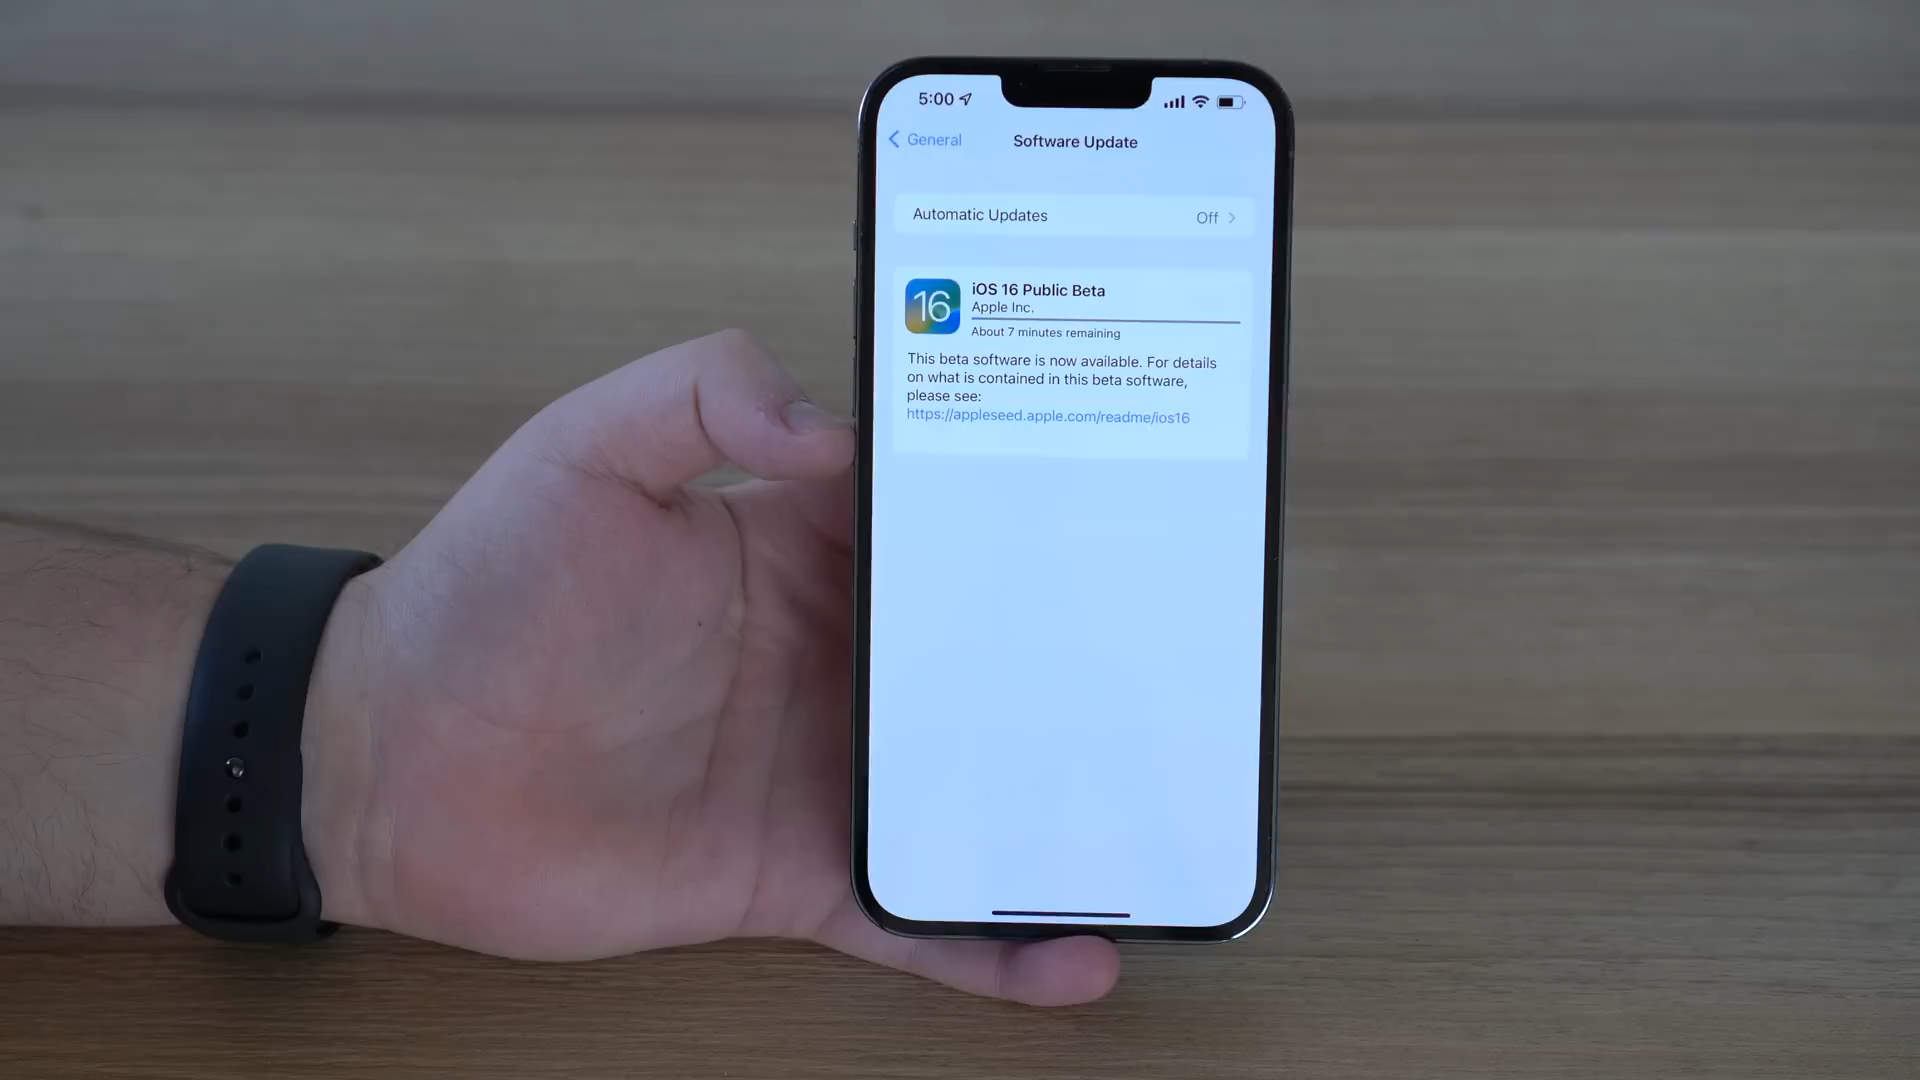 5:00
General
Software Update
Automatic Updates
Off
16
iOS 16 Public Beta
Apple Inc.
About 7 minutes remaining
This beta software is now available. For details
on what is contained in this beta software,
please see:
https://appleseed.apple.com/readme/ios16